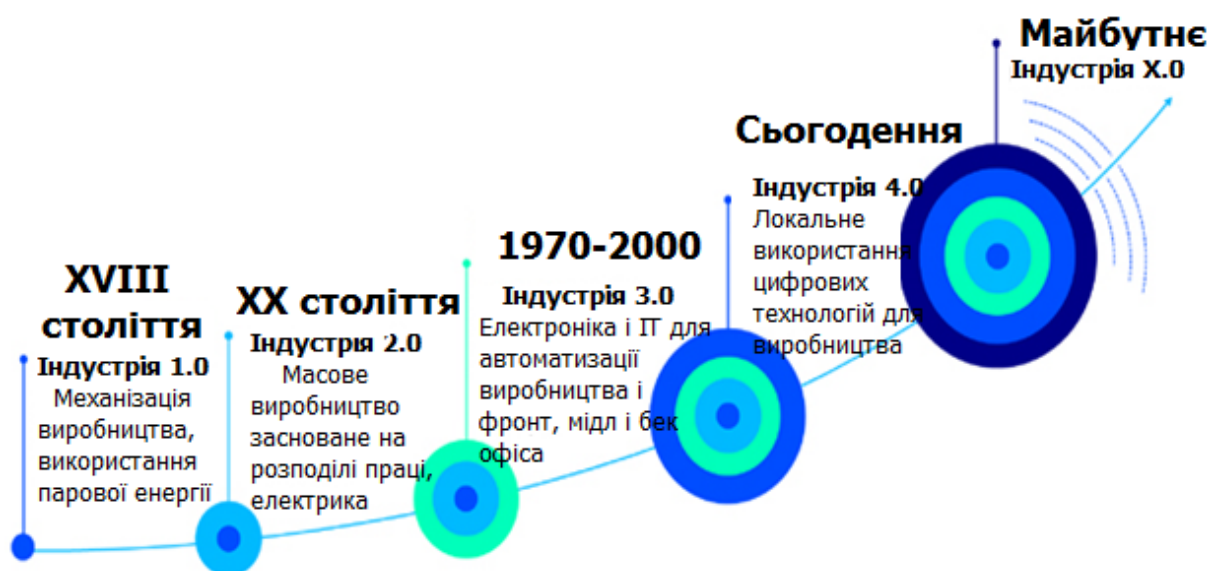 XVIII
століття
Індустрія 1.0
Механізація
виробництва,
використання
парової енергії
XX століття
Індустрія 2.0
Масове
виробництво
засноване на
розподілі праці,
електрика
1970-2000
Індустрія 3.0
Електроніка і ІТ для
автоматизації
виробництва і
фронт, мідл і бек
офіса
Сьогодення
Індустрія 4.0
Локальне
використання
цифрових
технологій для
виробництва
Майбутнє
Індустрія X.0